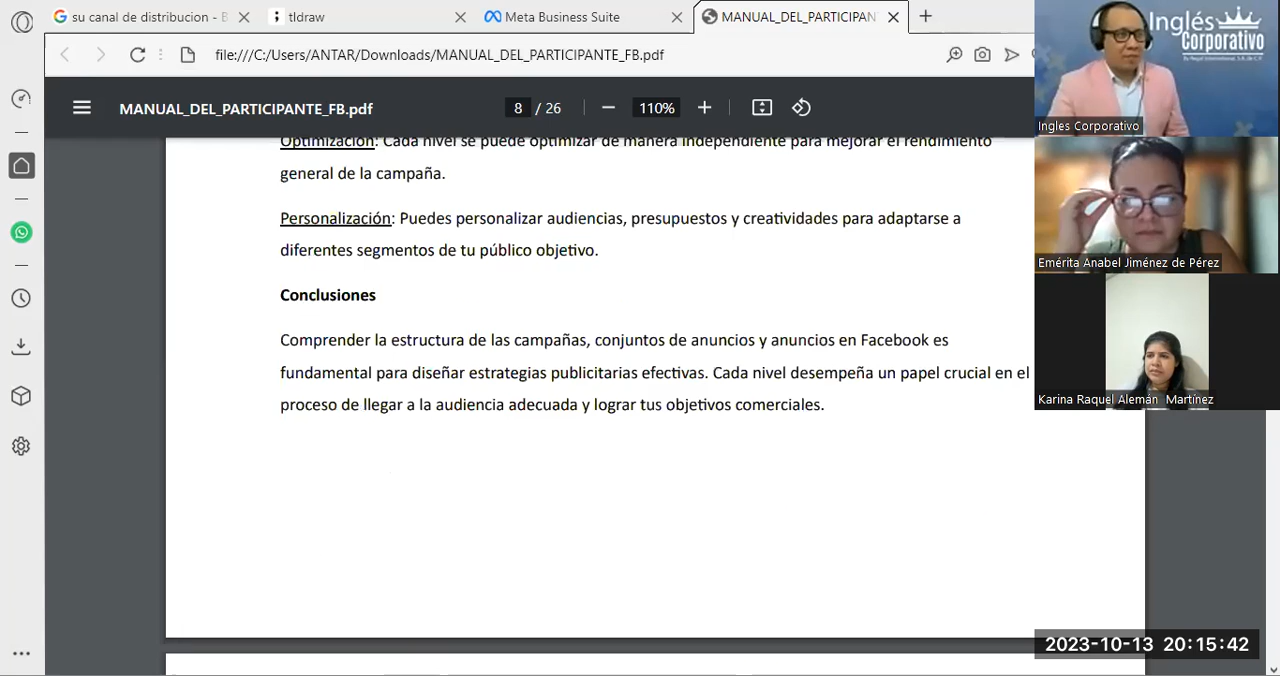 su canal de distribucion - B
tldraw
Meta Business Suite
MANUAL_DEL_PARTICIPAN
file:///C:/Users/ANTAR/Downloads/MANUAL_DEL_PARTICIPANTE_FB.pdf
MANUAL_DEL_PARTICIPANTE_FB.pdf
8 / 26
110%
Optimización: Cada nivel se puede optimizar de manera independiente para mejorar el rendimiento
general de la campaña.
Personalización: Puedes personalizar audiencias, presupuestos y creatividades para adaptarse a
diferentes segmentos de tu público objetivo.
Conclusiones
Comprender la estructura de las campañas, conjuntos de anuncios y anuncios en Facebook es
fundamental para diseñar estrategias publicitarias efectivas. Cada nivel desempeña un papel crucial en el
proceso de llegar a la audiencia adecuada y lograr tus objetivos comerciales.
Inglés
Corporativo
Ingles Corporativo
Emérita Anabel Jiménez de Pérez
Karina Raquel Alemán Martínez
2023-10-13 20:15:42